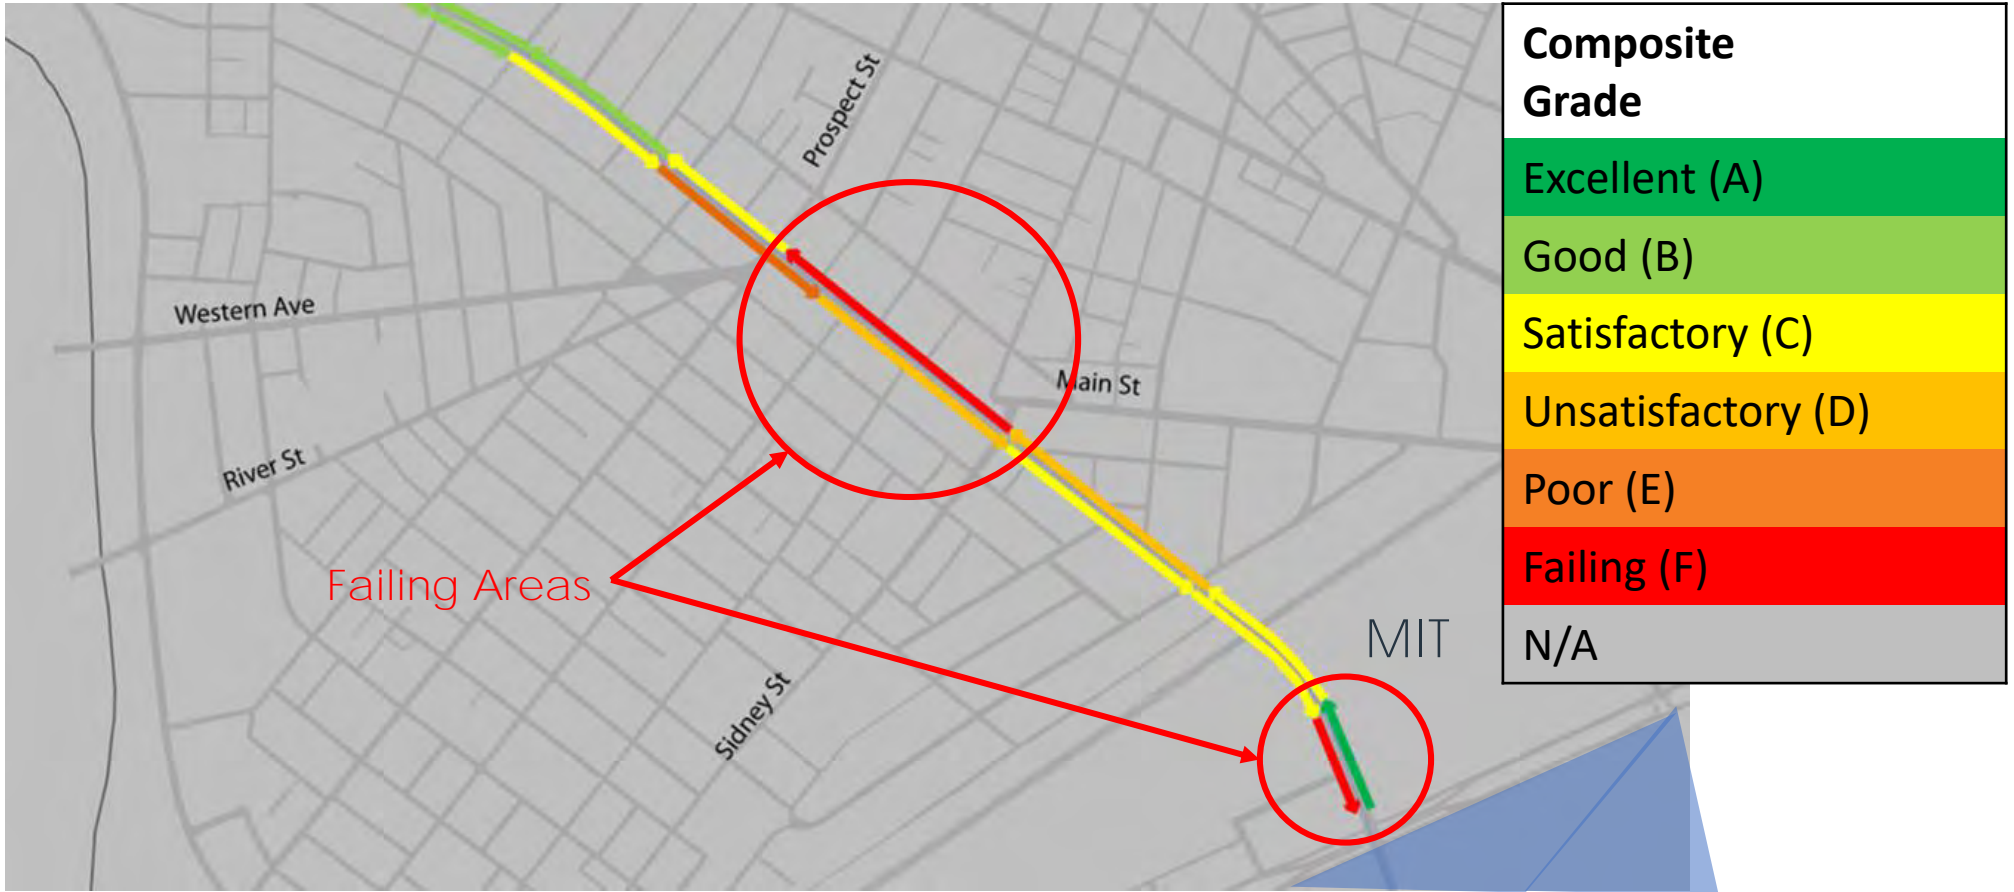 Composite
Grade
Excellent (A)
Good (B)
Satisfactory (C)
Unsatisfactory (D)
Poor (E)
Failing (F)
N/A
Prospect St
Western Ave
Main St
River St
Failing Areas
MIT
Sidney St